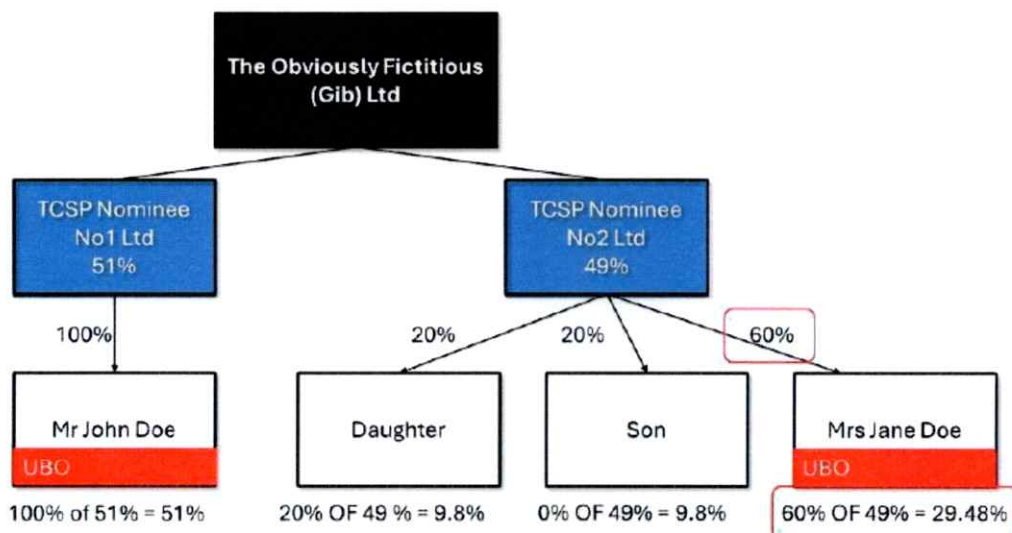 The Obviously Fictitious
(Gib) Ltd
TCSP Nominee
No1 Ltd
51%
TCSP Nominee
No2 Ltd
49%
100%
20%
20%
60%
Mr John Doe
UBO
Daughter
Son
Mrs Jane Doe
UBO
100% of 51% = 51%
20% OF 49 % = 9.8%
0% OF 49% = 9.8%
60% OF 49% = 29.48%